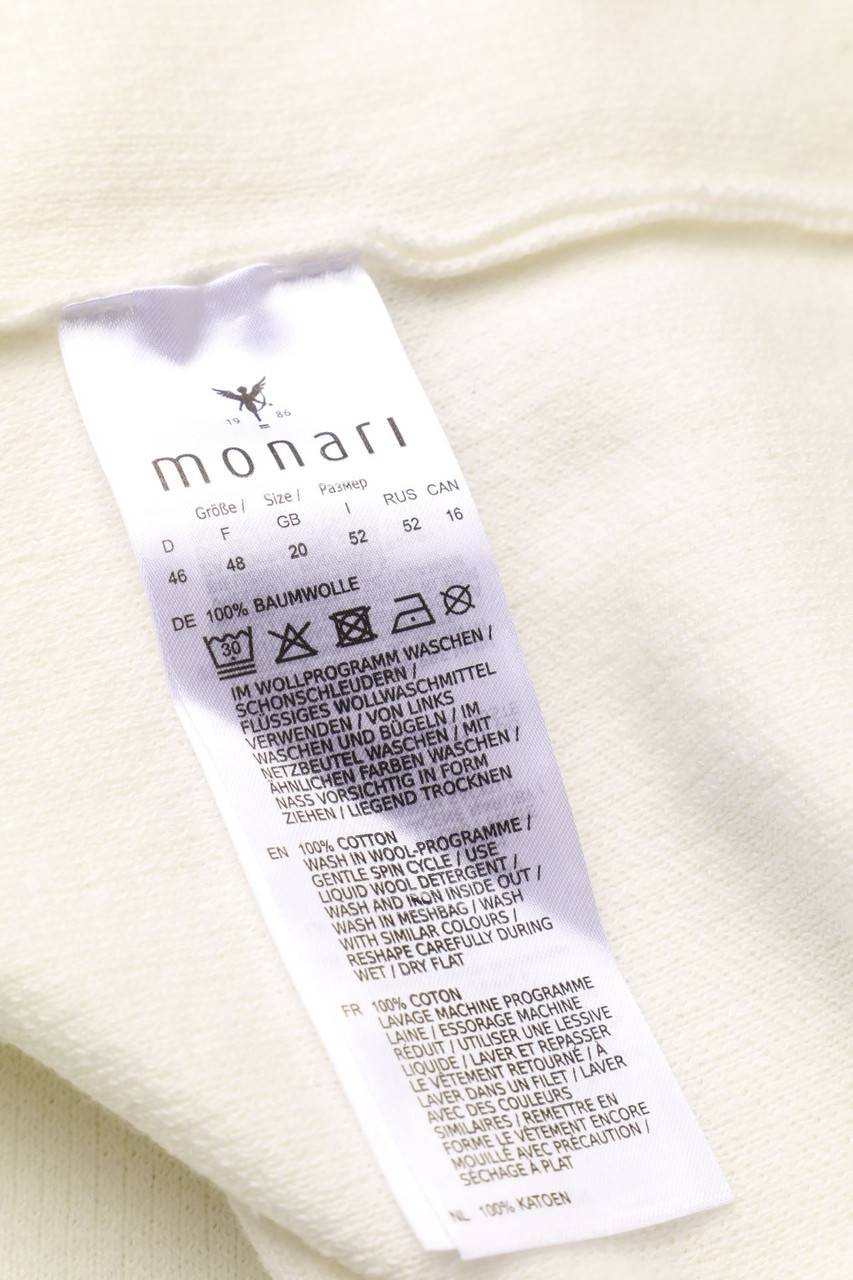 19 86
monari
Größe / Size / Размер
D F GB I RUS CAN
46 48 20 52 52 16
DE 100% BAUMWOLLE
30
IM WOLLPROGRAMM WASCHEN /
SCHONSCHLEUDERN /
FLÜSSIGES WOLLWASCHMITTEL
VERWENDEN / VON LINKS
WASCHEN UND BÜGELN / IM
NETZBEUTEL WASCHEN / MIT
ÄHNLICHEN FARBEN WASCHEN /
NASS VORSICHTIG IN FORM
ZIEHEN / LIEGEND TROCKNEN
EN 100% COTTON
WASH IN WOOL-PROGRAMME /
GENTLE SPIN CYCLE / USE
LIQUID WOOL DETERGENT /
WASH AND IRON INSIDE OUT /
WASH IN MESHBAG / WASH
WITH SIMILAR COLOURS /
RESHAPE CAREFULLY DURING
WET / DRY FLAT
FR 100% COTON
LAVAGE MACHINE PROGRAMME
LAINE / ESSORAGE MACHINE
RÉDUIT / UTILISER UNE LESSIVE
LIQUIDE / LAVER ET REPASSER
LE VÊTEMENT RETOURNÉ / À
LAVER DANS UN FILET / LAVER
AVEC DES COULEURS
SIMILAIRES / REMETTRE EN
FORME LE VÊTEMENT ENCORE
MOUILLÉ AVEC PRÉCAUTION /
SÉCHAGE À PLAT
NL 100% KATOEN